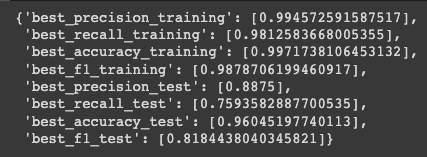 {'best_precision_training': [0.994572591587517],
'best_recall_training': [0.9812583668005355],
'best_accuracy_training': [0.9971738106453132],
'best_f1_training': [0.9878706199460917],
'best_precision_test': [0.8875],
'best_recall_test': [0.7593582887700535],
'best_accuracy_test': [0.96045197740113],
'best_f1_test': [0.8184438040345821]}